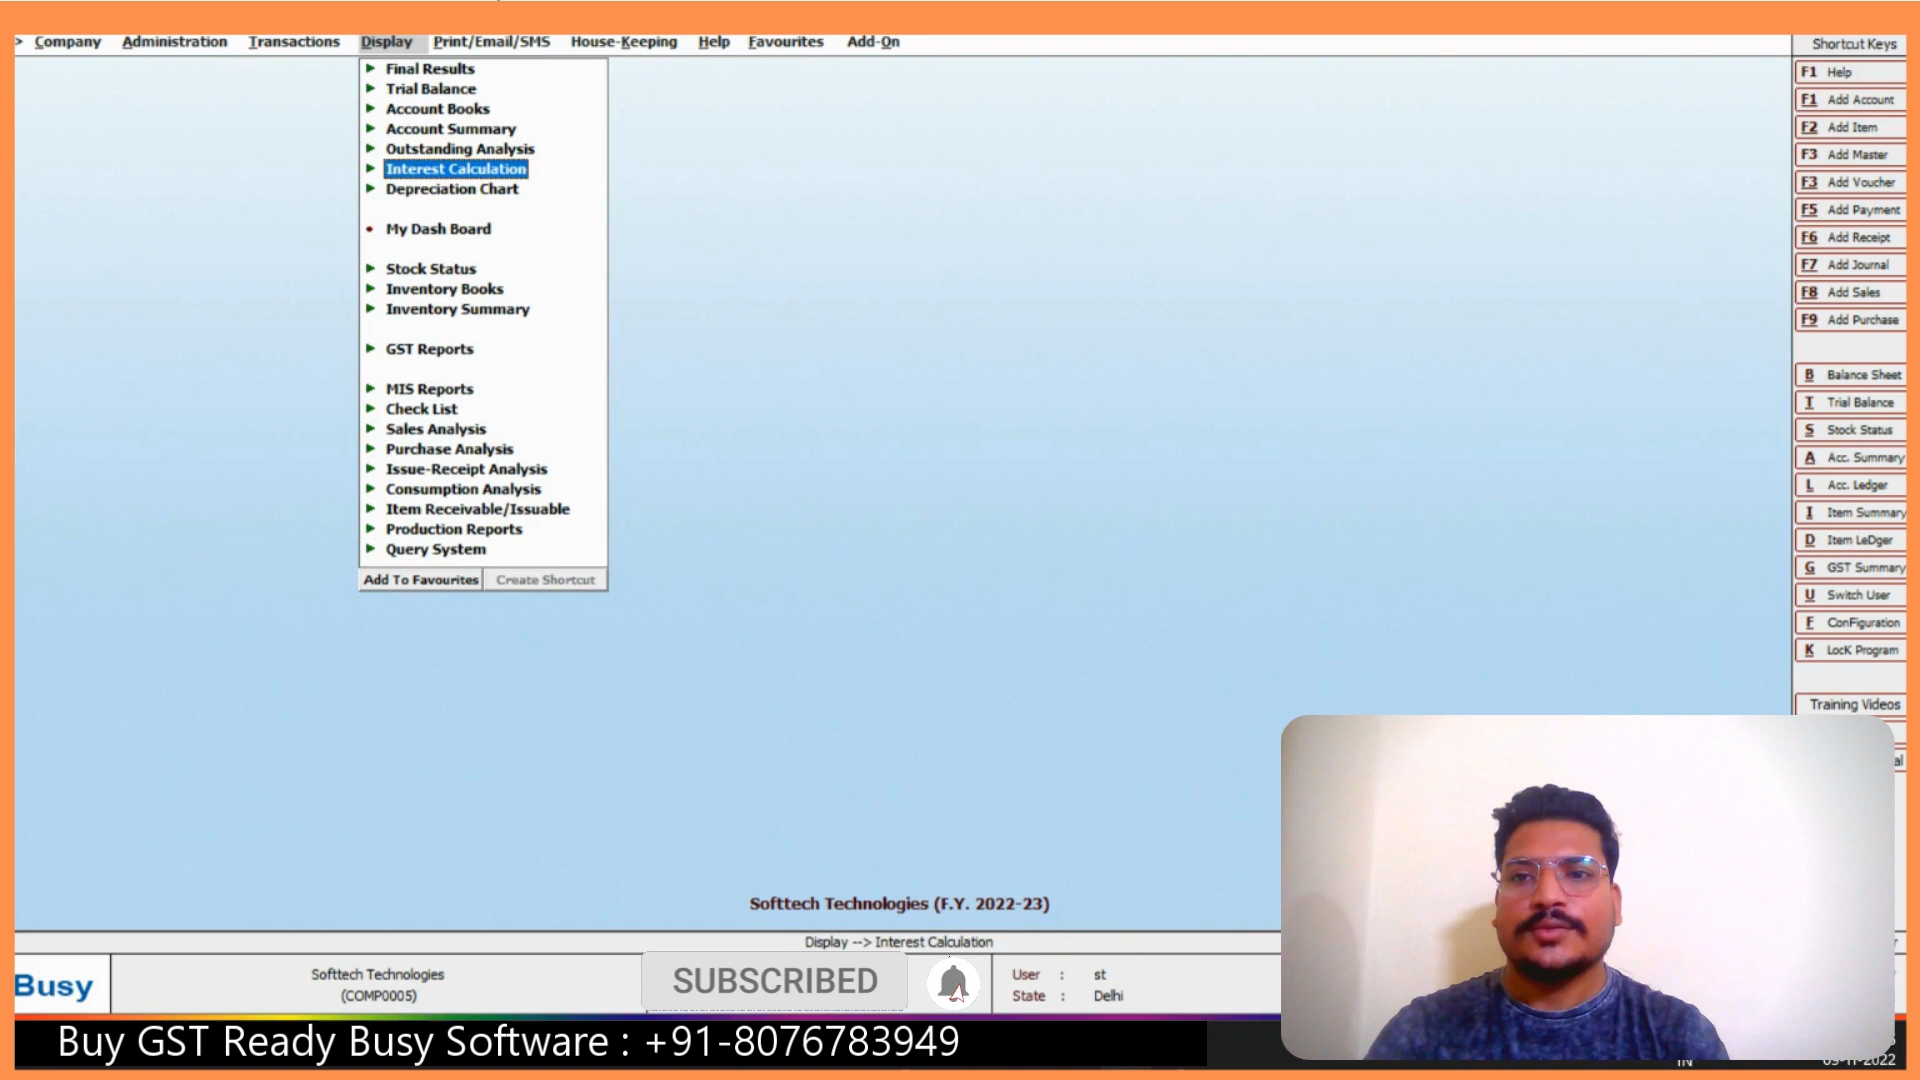 > Company Administration Transactions Display Print/Email/SMS House-Keeping Help Favourites Add-On
Final Results
Trial Balance
Account Books
Account Summary
Outstanding Analysis
Interest Calculation
Depreciation Chart
My Dash Board
Stock Status
Inventory Books
Inventory Summary
GST Reports
MIS Reports
Check List
Sales Analysis
Purchase Analysis
Issue-Receipt Analysis
Consumption Analysis
Item Receivable/Issuable
Production Reports
Query System
Add To Favourites Create Shortcut
Shortcut Keys
F1 Help
F1 Add Account
F2 Add Item
F3 Add Master
F3 Add Voucher
F5 Add Payment
F6 Add Receipt
F7 Add Journal
F8 Add Sales
F9 Add Purchase
B Balance Sheet
T Trial Balance
S Stock Status
A Acc. Summary
L Acc. Ledger
I Item Summary
D Item LeDger
G GST Summary
U Switch User
F ConFiguration
K LocK Program
Training Videos
Softtech Technologies (F.Y. 2022-23)
Display --> Interest Calculation
Busy
Softtech Technologies
(COMP0005)
SUBSCRIBED
User : st
State : Delhi
Buy GST Ready Busy Software : +91-8076783949
IN